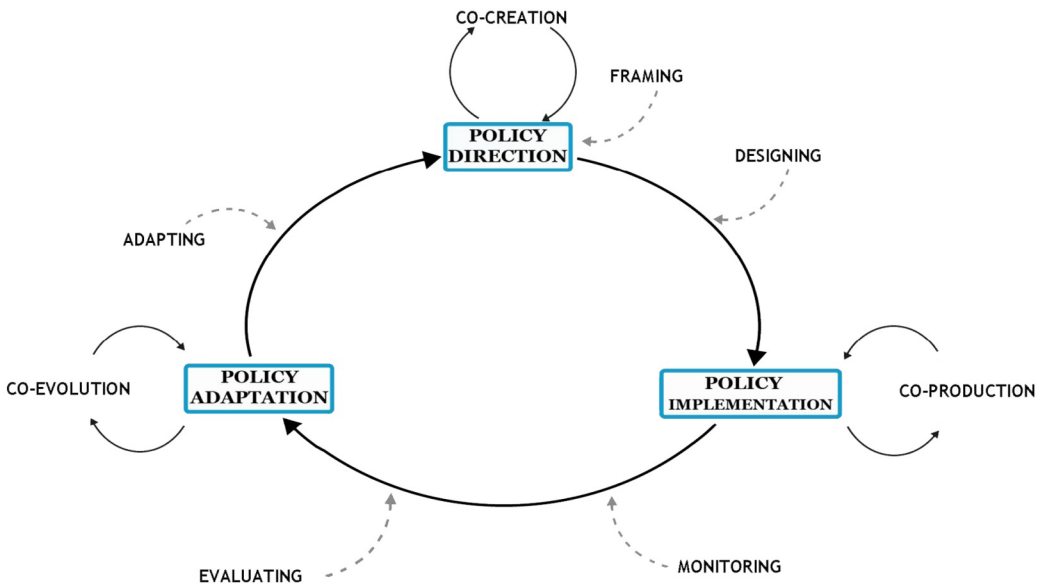 CO-CREATION
FRAMING
POLICY
DIRECTION
DESIGNING
ADAPTING
POLICY
ADAPTATION
CO-EVOLUTION
POLICY
IMPLEMENTATION
CO-PRODUCTION
EVALUATING
MONITORING